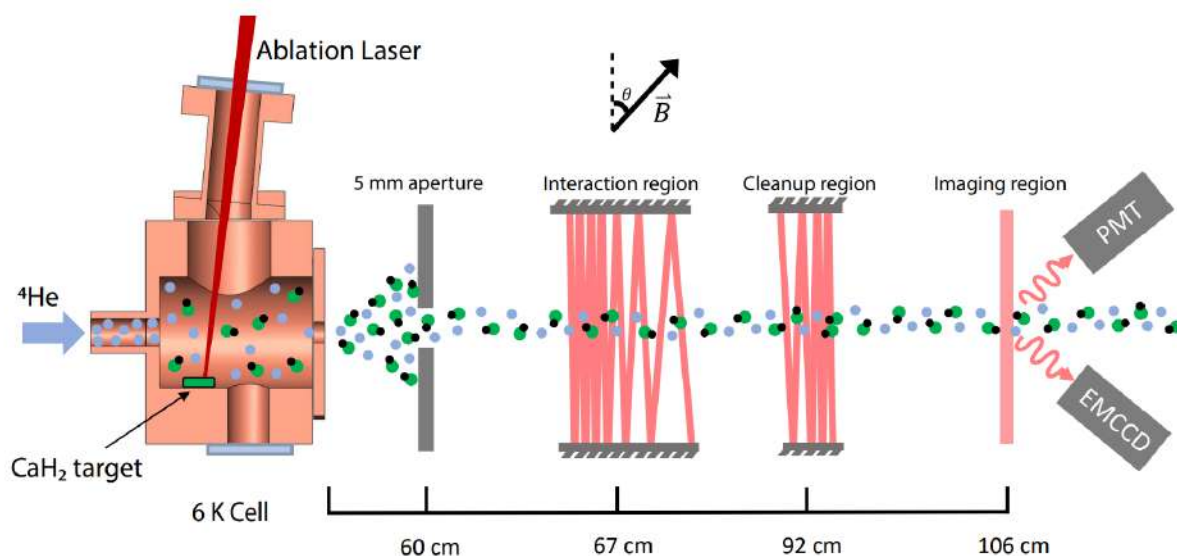 Ablation Laser
θ
B
5 mm aperture
Interaction region
Cleanup region
Imaging region
PMT
⁴He
EMCCD
CaH₂ target
6 K Cell
60 cm
67 cm
92 cm
106 cm